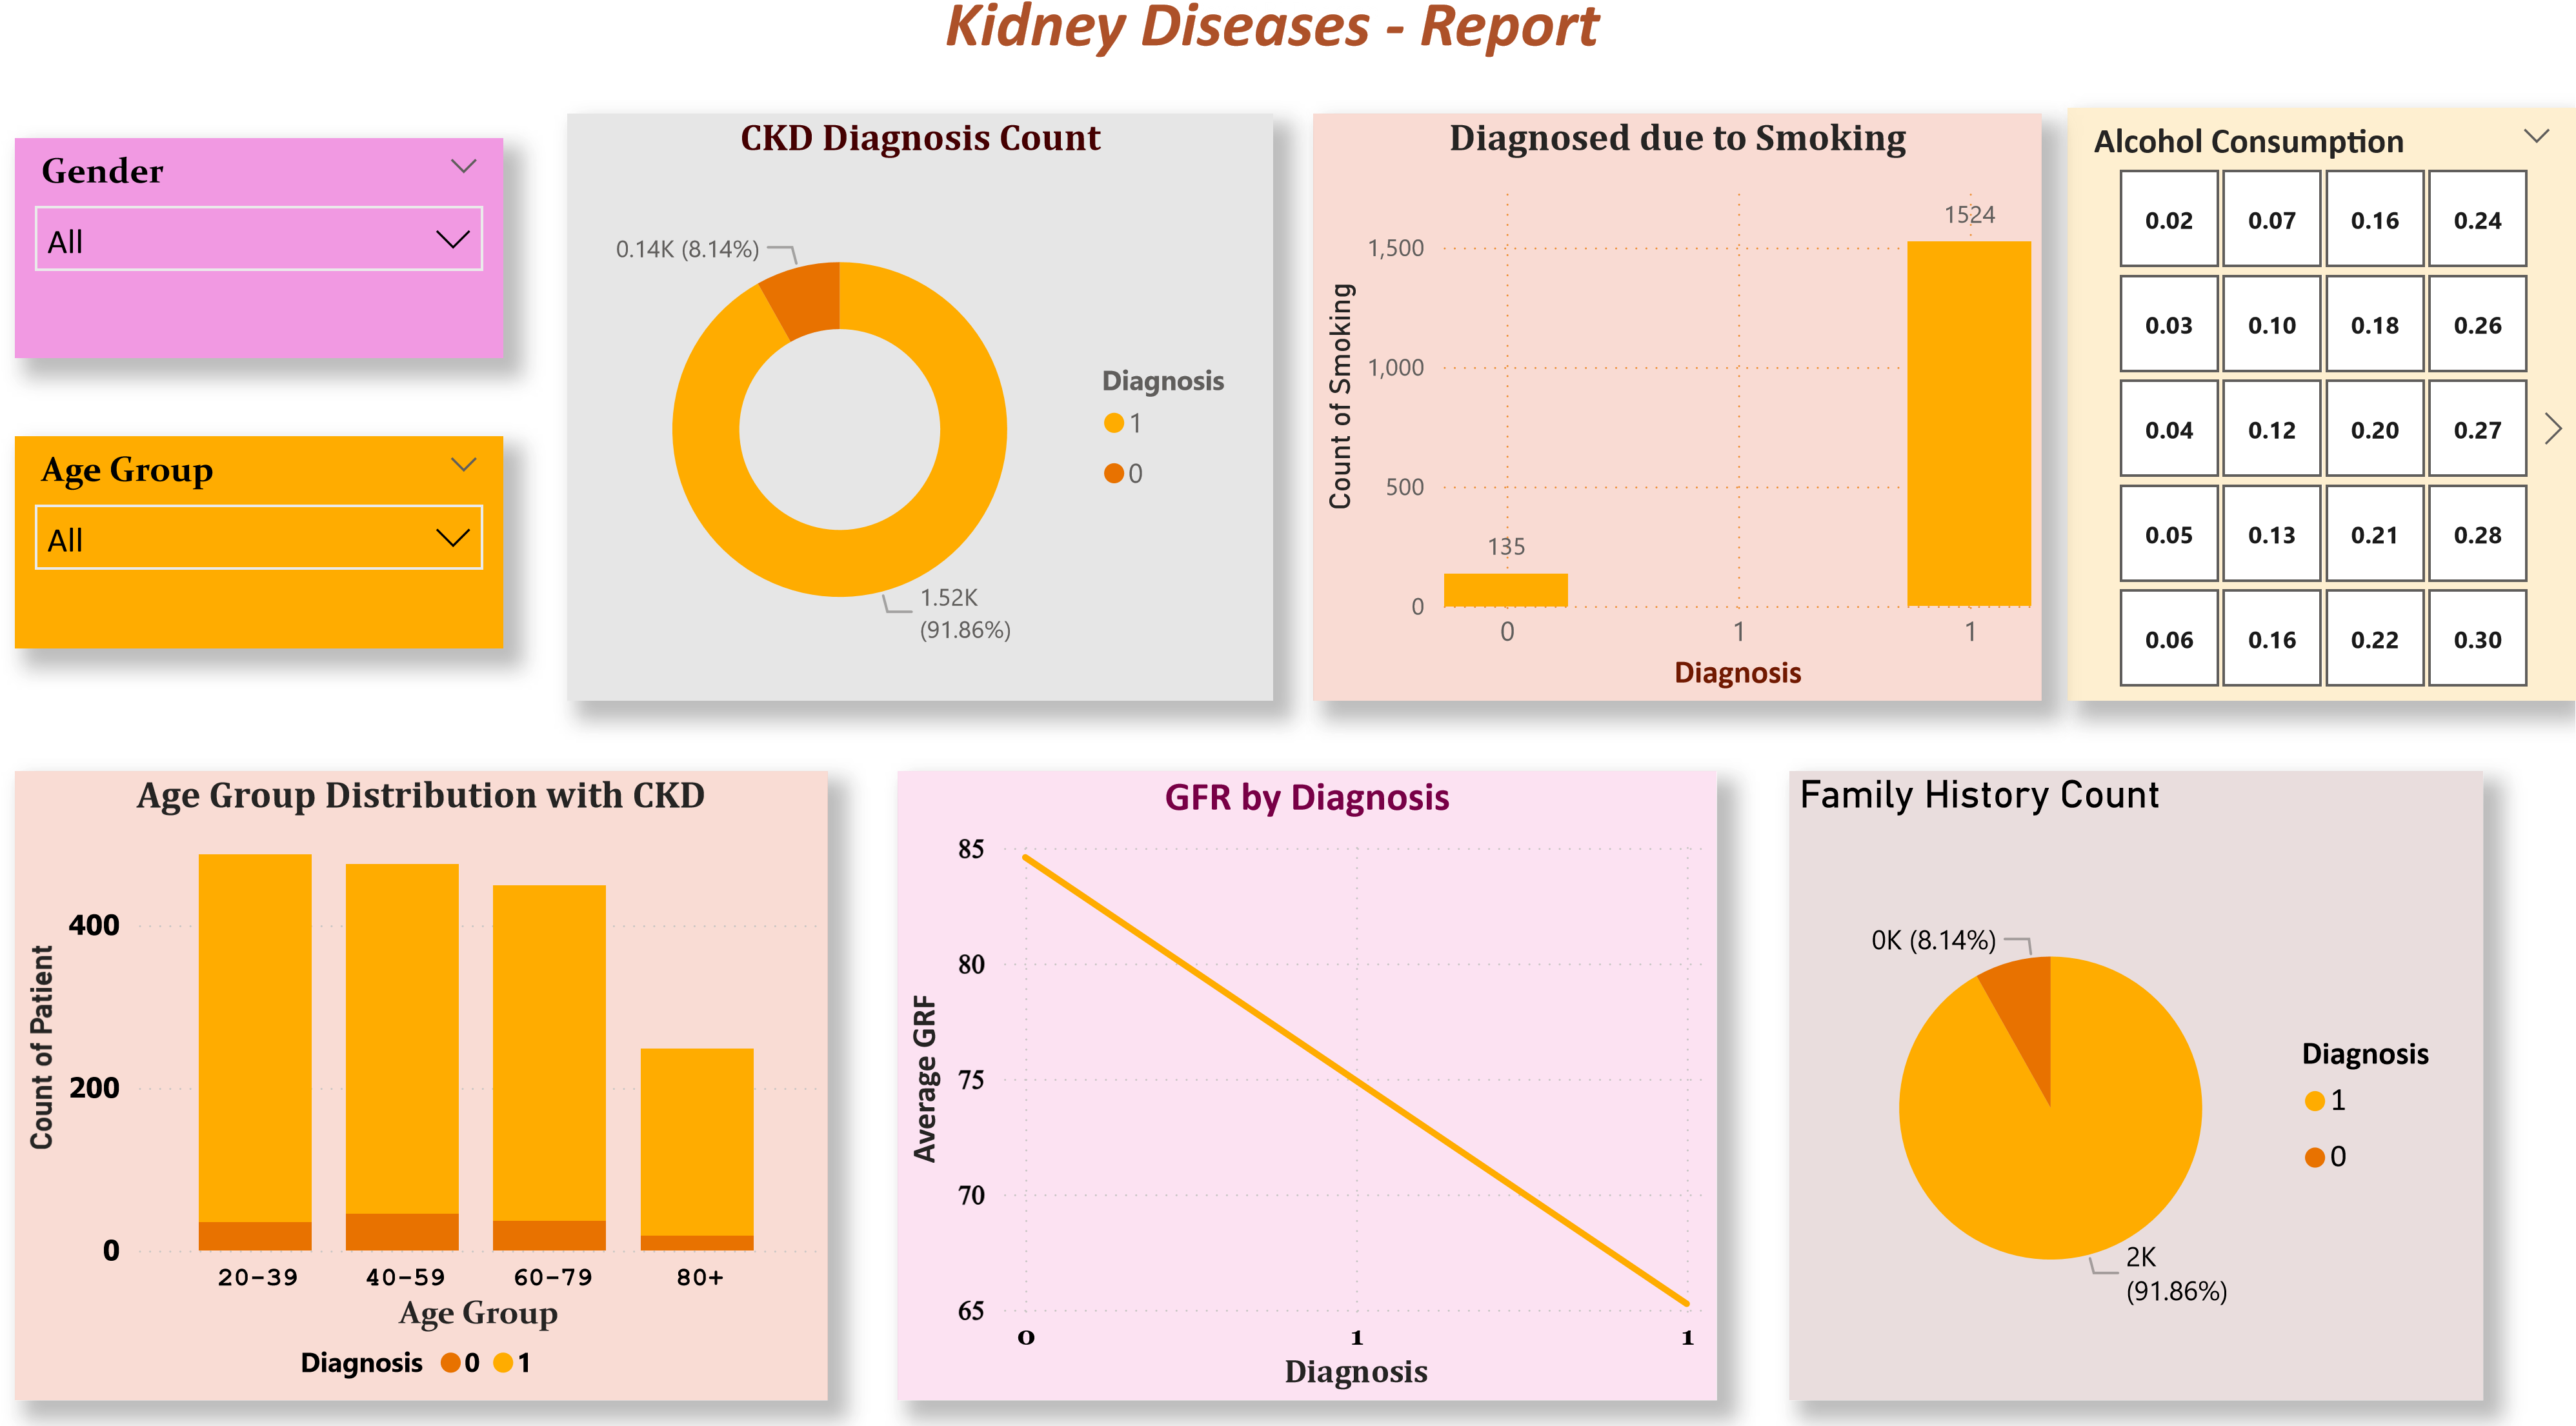 Kidney Diseases - Report
Gender
All
Age Group
All
CKD Diagnosis Count
0.14K (8.14%)
1.52K
(91.86%)
Diagnosis
1
0
Diagnosed due to Smoking
Count of Smoking
1,500
1,000
500
0
135
1524
0 1 1
Diagnosis
Alcohol Consumption
0.02 0.07 0.16 0.24
0.03 0.10 0.18 0.26
0.04 0.12 0.20 0.27
0.05 0.13 0.21 0.28
0.06 0.16 0.22 0.30
Age Group Distribution with CKD
Count of Patient
400
200
0
20-39 40-59 60-79 80+
Age Group
Diagnosis 0 1
GFR by Diagnosis
Average GRF
85
80
75
70
65
0 1 1
Diagnosis
Family History Count
0K (8.14%)
2K
(91.86%)
Diagnosis
1
0